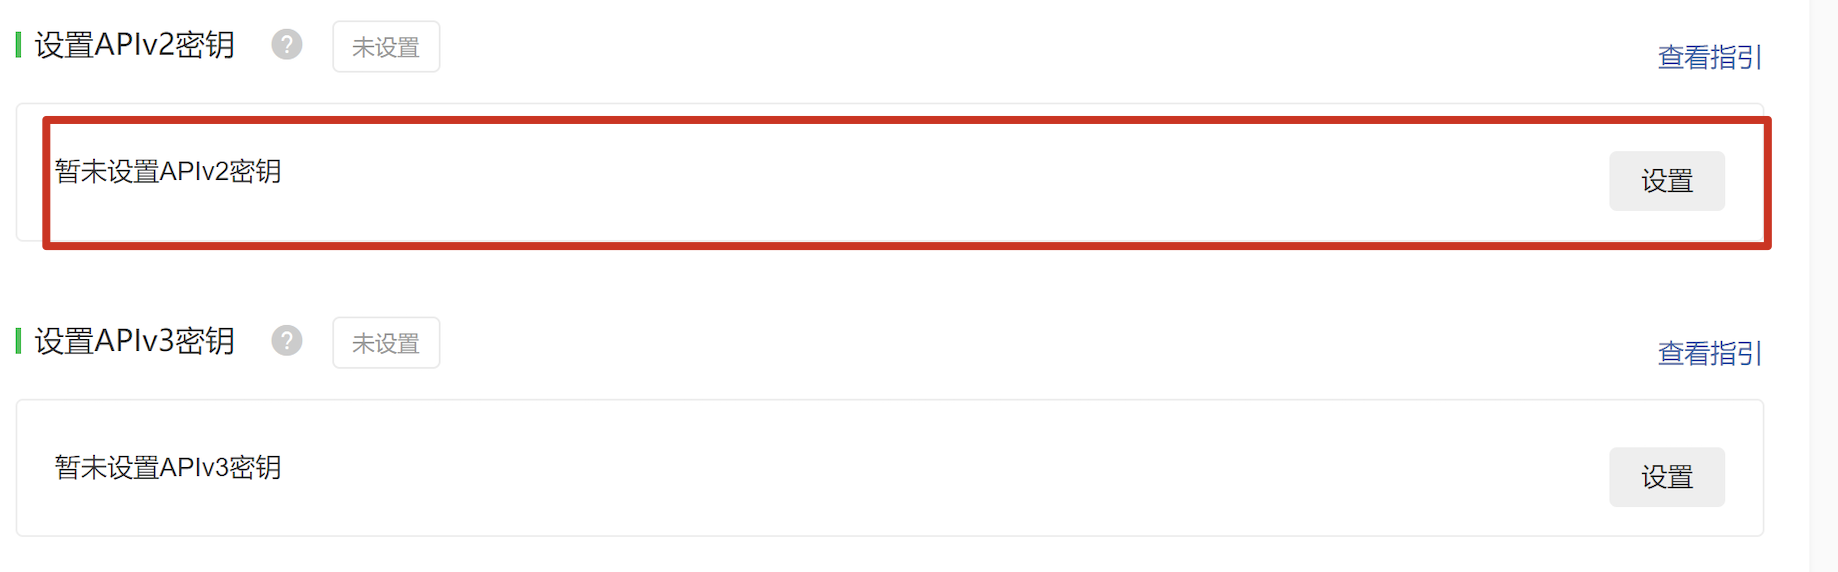 设置APIv2密钥 ? 未设置
查看指引
暂未设置APIv2密钥
设置
设置APIv3密钥 ? 未设置
查看指引
暂未设置APIv3密钥
设置